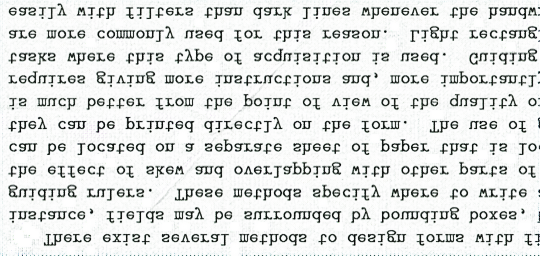 There exist several methods to design forms with fi
instance, fields may be surrounded by bounding boxes,
guiding rulers. These methods specify where to write
the effect of skew and overlapping with other parts of
can be located on a separate sheet of paper that is lo
they can be printed directly on the form. The use of
is much better from the point of view of the quality o
requires giving more instructions and, more importantly
tasks where this type of acquisition is used. Guiding
are more commonly used for this reason. Light rectang
easily with filters than dark lines whenever the handw